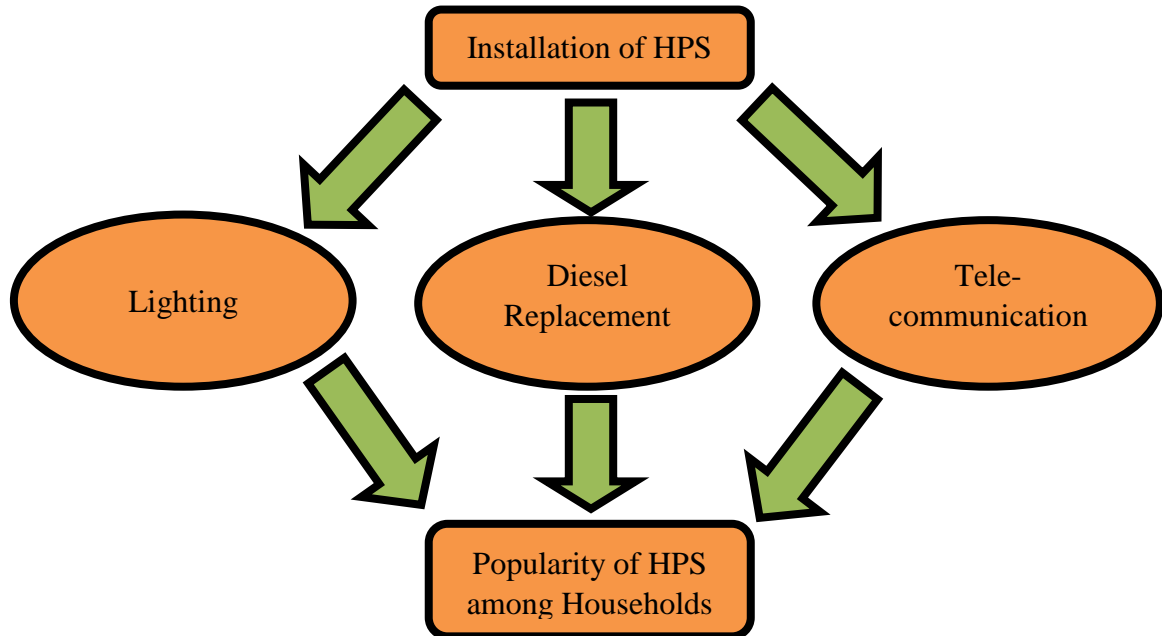 Installation of HPS
Lighting
Diesel
Replacement
Tele-
communication
Popularity of HPS
among Households